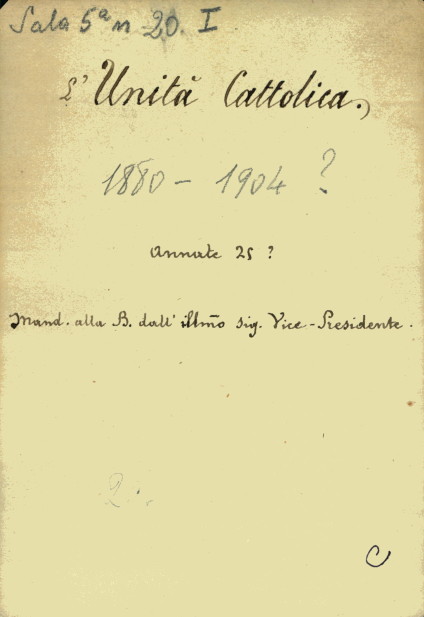 Sala 5ª n 20. I
L'Unità Cattolica.
1880 - 1904 ?
Annate 25 ?
Mand. alla B. dall' illmo sig. Vice-Presidente.
2.
C